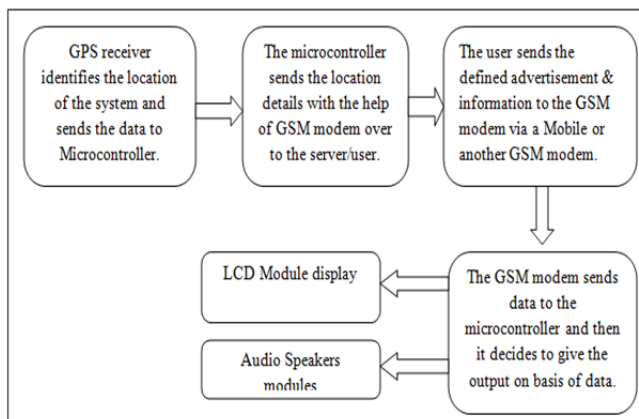 GPS receiver
identifies the location
of the system and
sends the data to
Microcontroller.
The microcontroller
sends the location
details with the help
of GSM modem over
to the server/user.
The user sends the
defined advertisement &
information to the GSM
modem via a Mobile or
another GSM modem.
The GSM modem sends
data to the
microcontroller and then
it decides to give the
output on basis of data.
LCD Module display
Audio Speakers
modules